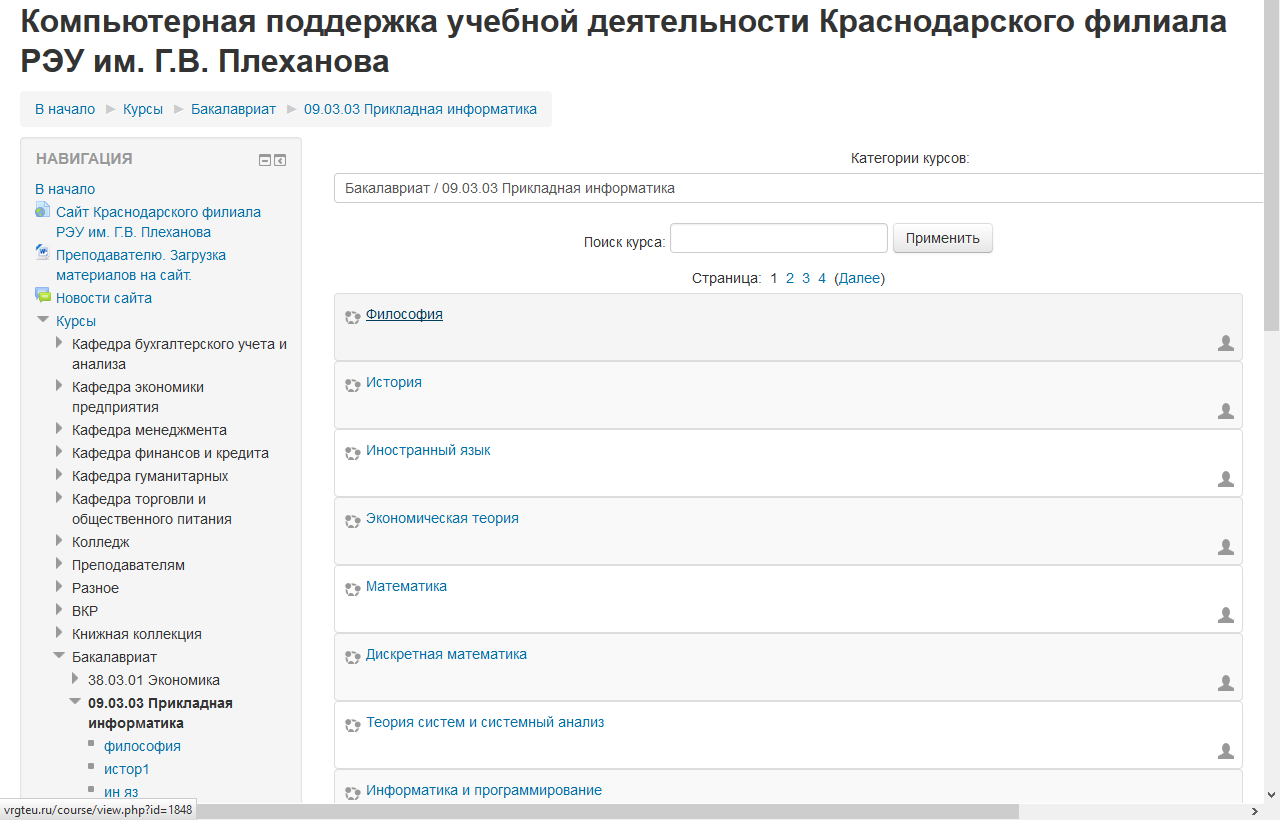 Компьютерная поддержка учебной деятельности Краснодарского филиала
РЭУ им. Г.В. Плеханова
В начало Курсы Бакалавриат 09.03.03 Прикладная информатика
НАВИГАЦИЯ
В начало
Сайт Краснодарского филиала
РЭУ им. Г.В. Плеханова
Преподавателю. Загрузка
материалов на сайт.
Новости сайта
Курсы
Кафедра бухгалтерского учета и
анализа
Кафедра экономики
предприятия
Кафедра менеджмента
Кафедра финансов и кредита
Кафедра гуманитарных
Кафедра торговли и
общественного питания
Колледж
Преподавателям
Разное
ВКР
Книжная коллекция
Бакалавриат
38.03.01 Экономика
09.03.03 Прикладная
информатика
философия
истор1
ин яз
Категории курсов:
Бакалавриат / 09.03.03 Прикладная информатика
Поиск курса: Применить
Страница: 1 2 3 4 (Далее)
Философия
История
Иностранный язык
Экономическая теория
Математика
Дискретная математика
Теория систем и системный анализ
Информатика и программирование
vrgteu.ru/course/view.php?id=1848